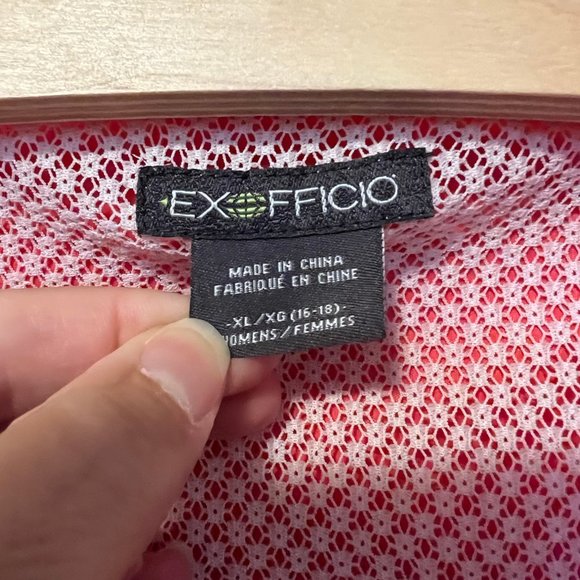 EXOFFICIO
MADE IN CHINA
FABRIQUÉ EN CHINE
-XL/XG (16-18)-
WOMENS/FEMMES